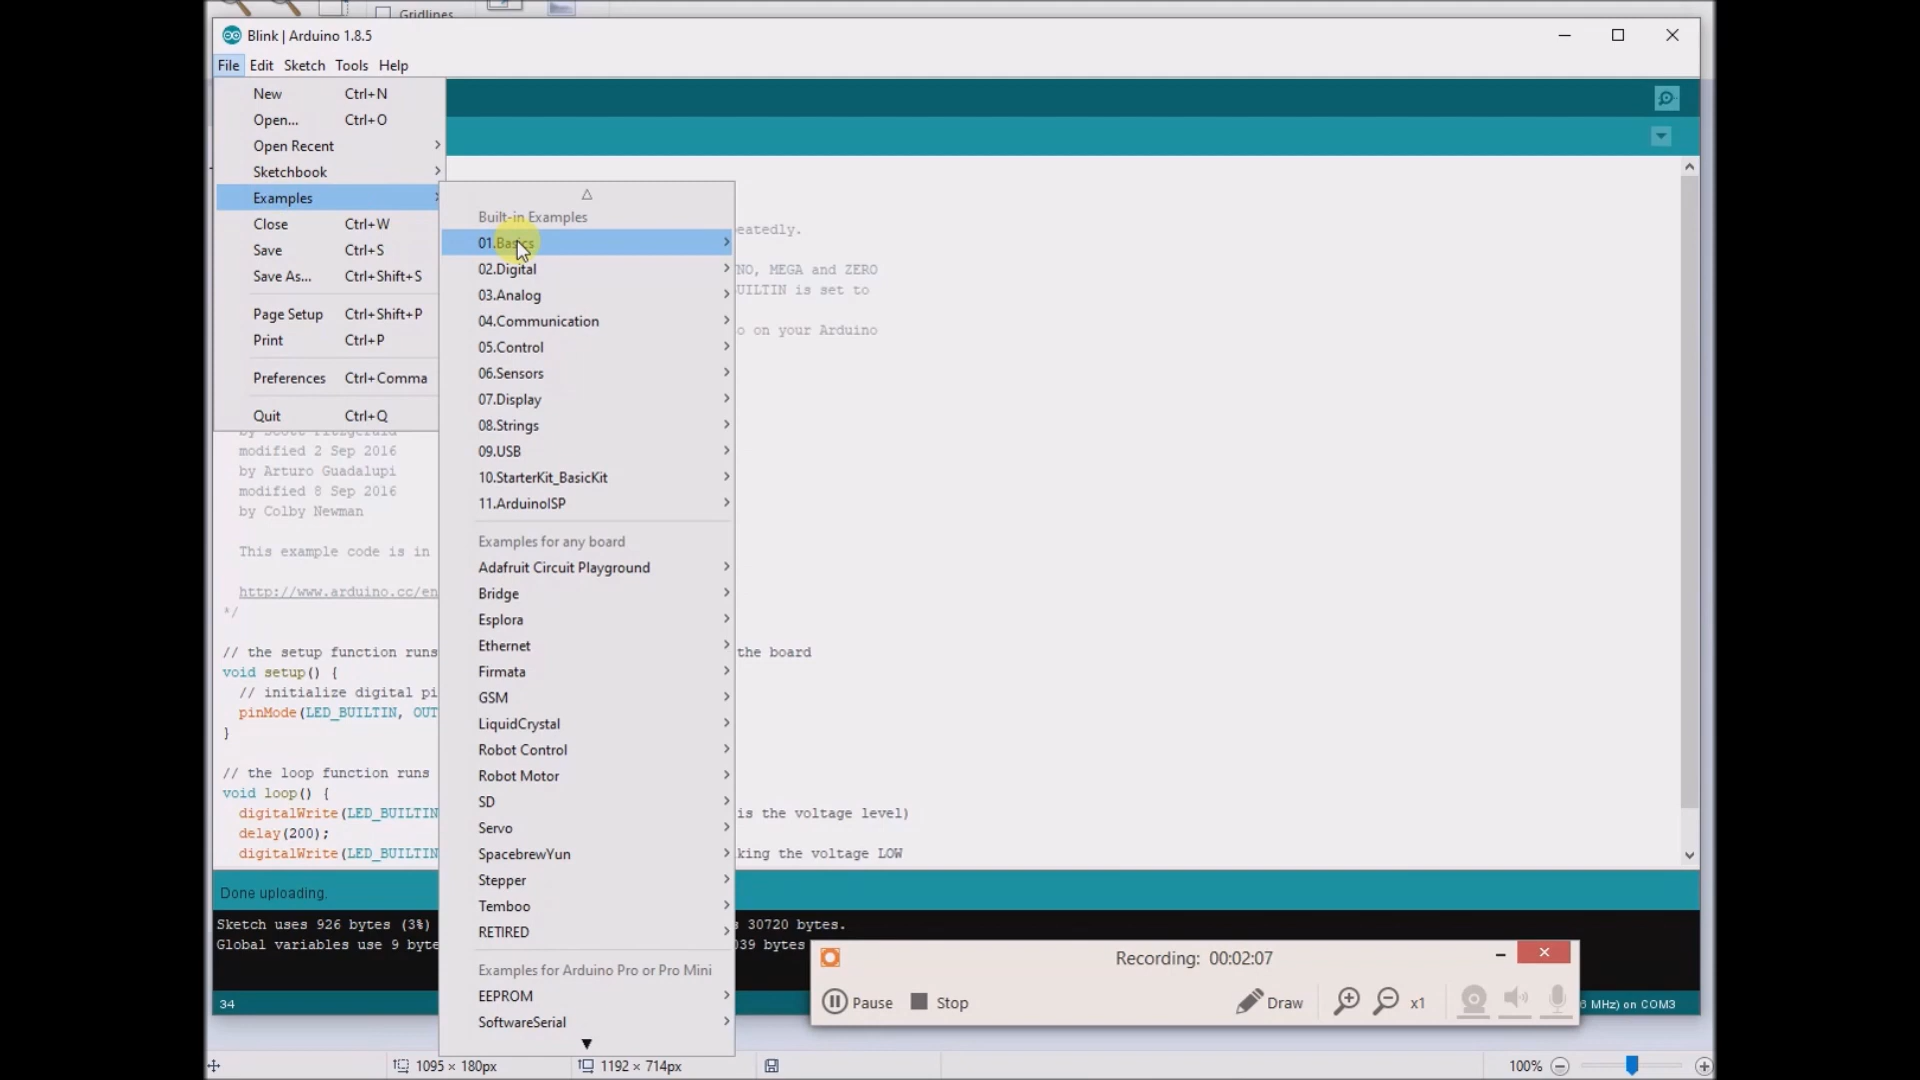 Gridlines
Blink | Arduino 1.8.5
File Edit Sketch Tools Help
New Ctrl+N
Open... Ctrl+O
Open Recent
Sketchbook
Examples
Close Ctrl+W
Save Ctrl+S
Save As... Ctrl+Shift+S
Page Setup Ctrl+Shift+P
Print Ctrl+P
Preferences Ctrl+Comma
Quit Ctrl+Q
Built-in Examples
01.Basics
02.Digital
03.Analog
04.Communication
05.Control
06.Sensors
07.Display
08.Strings
09.USB
10.StarterKit_BasicKit
11.ArduinoISP
Examples for any board
Adafruit Circuit Playground
Bridge
Esplora
Ethernet
Firmata
GSM
LiquidCrystal
Robot Control
Robot Motor
SD
Servo
SpacebrewYun
Stepper
Temboo
RETIRED
Examples for Arduino Pro or Pro Mini
EEPROM
SoftwareSerial
eatedly.
NO, MEGA and ZERO
UILTIN is set to
o on your Arduino
by Scott Fitzgerald
modified 2 Sep 2016
by Arturo Guadalupi
modified 8 Sep 2016
by Colby Newman
This example code is in
http://www.arduino.cc/en
*/
// the setup function runs the board
void setup() {
// initialize digital pi
pinMode(LED_BUILTIN, OUT
}
// the loop function runs
void loop() {
digitalWrite(LED_BUILTIN is the voltage level)
delay(200);
digitalWrite(LED_BUILTIN king the voltage LOW
Done uploading.
Sketch uses 926 bytes (3%) s 30720 bytes.
Global variables use 9 byte 039 bytes
34
MHz) on COM3
Recording: 00:02:07
Pause Stop Draw x1
1095 × 180px 1192 × 714px 100%